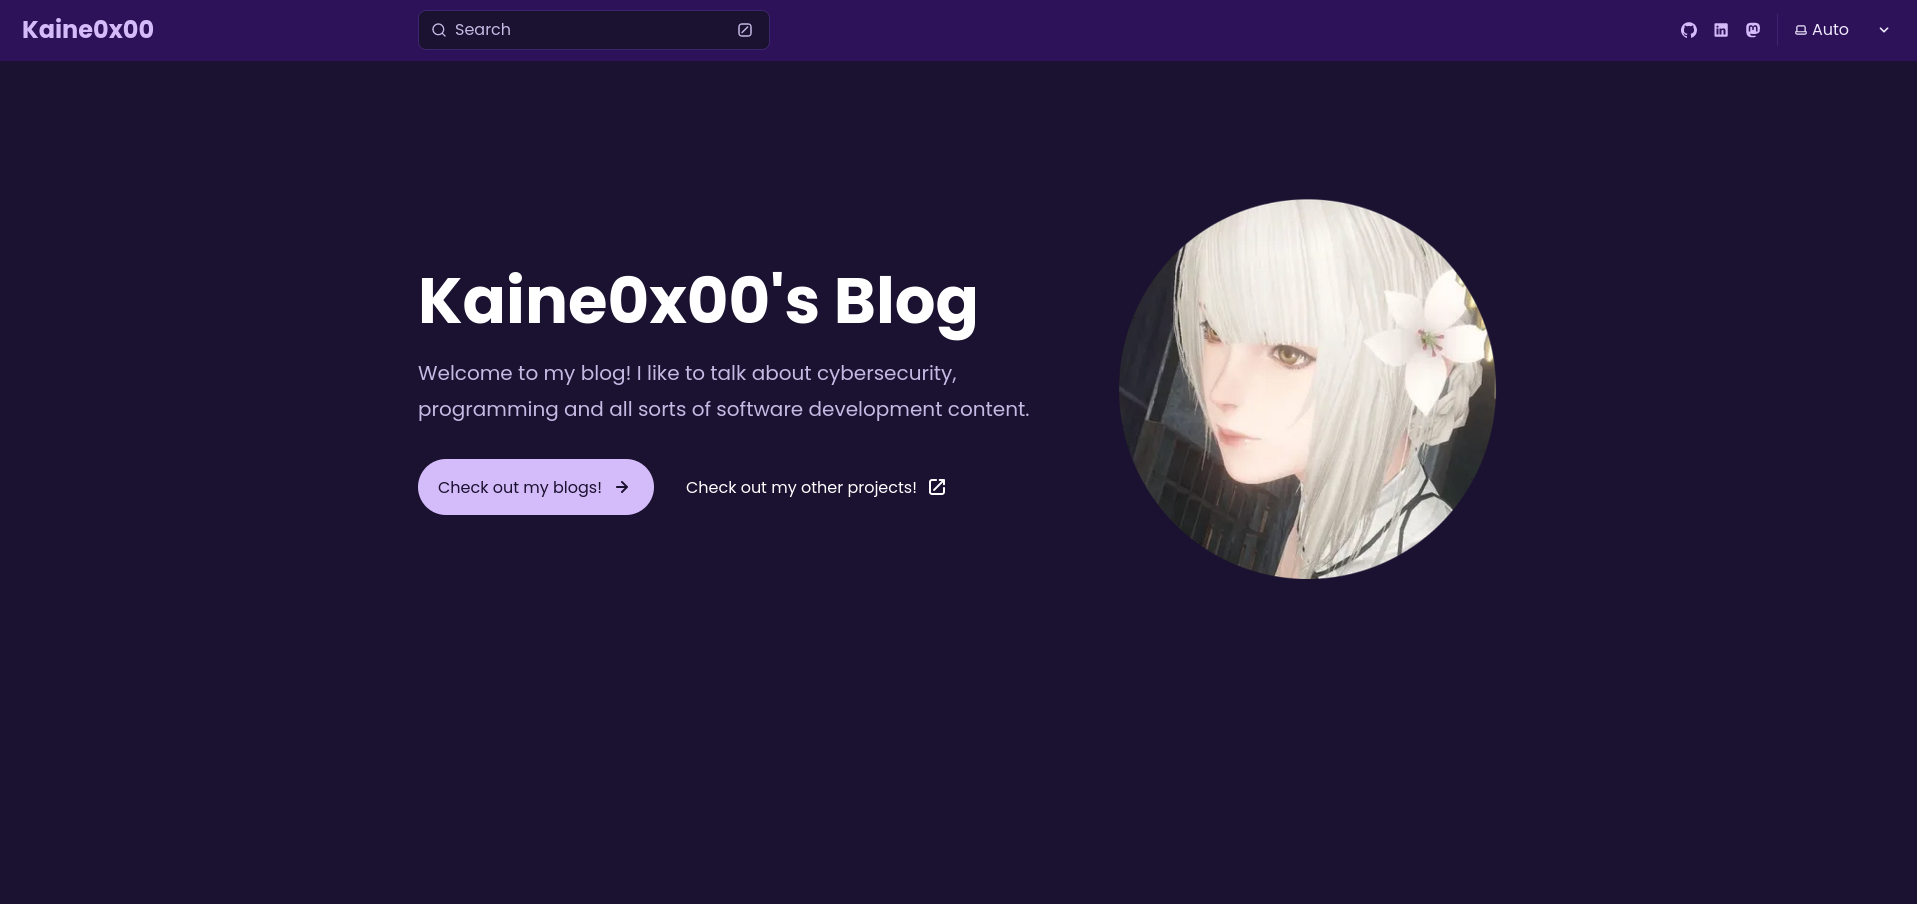 Kaine0x00
Search
Auto
Kaine0x00's Blog
Welcome to my blog! I like to talk about cybersecurity,
programming and all sorts of software development content.
Check out my blogs!
Check out my other projects!